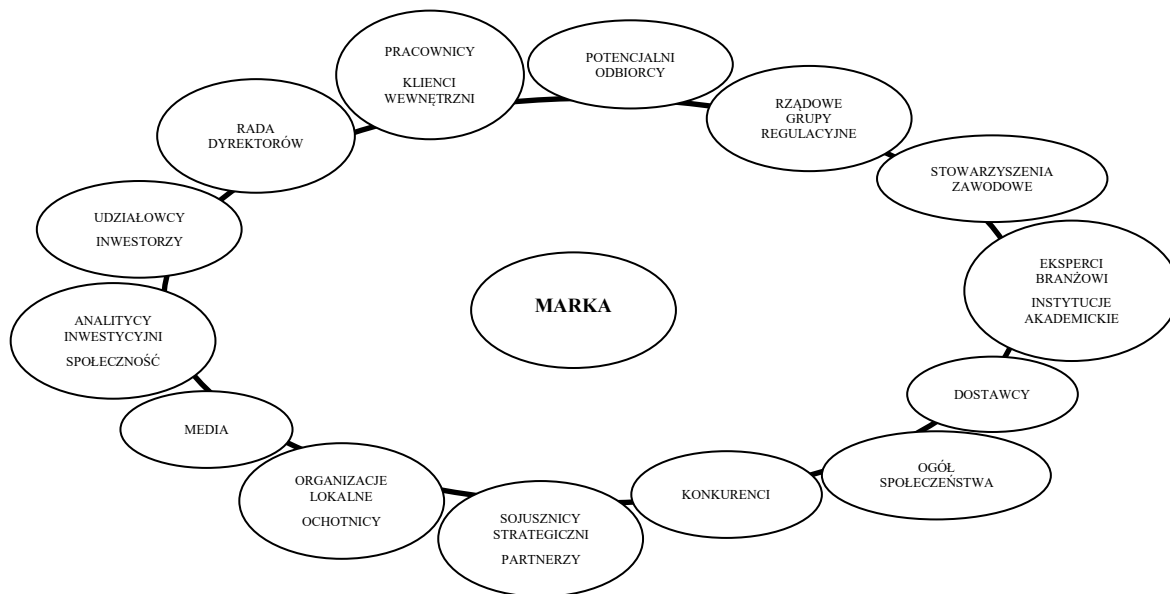 PRACOWNICY
KLIENCI
WEWNĘTRZNI
POTENCJALNI
ODBIORCY
RZĄDOWE
GRUPY
REGULACYJNE
RADA
DYREKTORÓW
STOWARZYSZENIA
ZAWODOWE
UDZIAŁOWCY
INWESTORZY
EKSPERCI
BRANŻOWI
INSTYTUCJE
AKADEMICKIE
MARKA
ANALITYCY
INWESTYCYJNI
SPOŁECZNOŚĆ
DOSTAWCY
MEDIA
OGÓŁ
SPOŁECZEŃSTWA
ORGANIZACJE
LOKALNE
OCHOTNICY
KONKURENCI
SOJUSZNICY
STRATEGICZNI
PARTNERZY